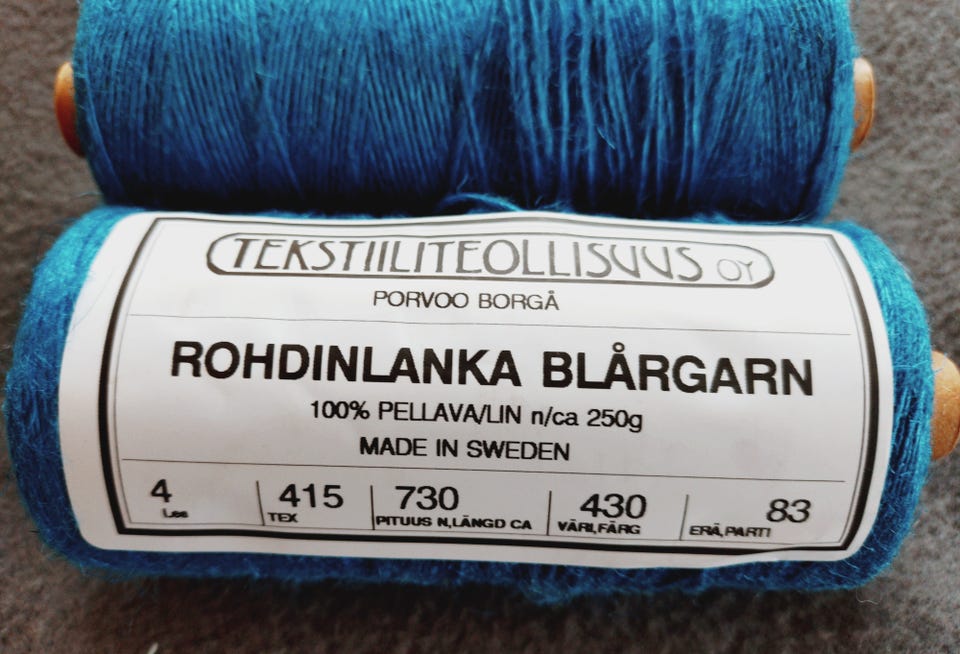 TEKSTIILITEOLLISUUS OY
PORVOO BORGÅ
ROHDINLANKA BLÅRGARN
100% PELLAVA/LIN n/ca 250g
MADE IN SWEDEN
4 415 730 430 83
Les TEX PITUUS N,LÄNGD CA VÄRI,FÄRG ERÄ,PARTI